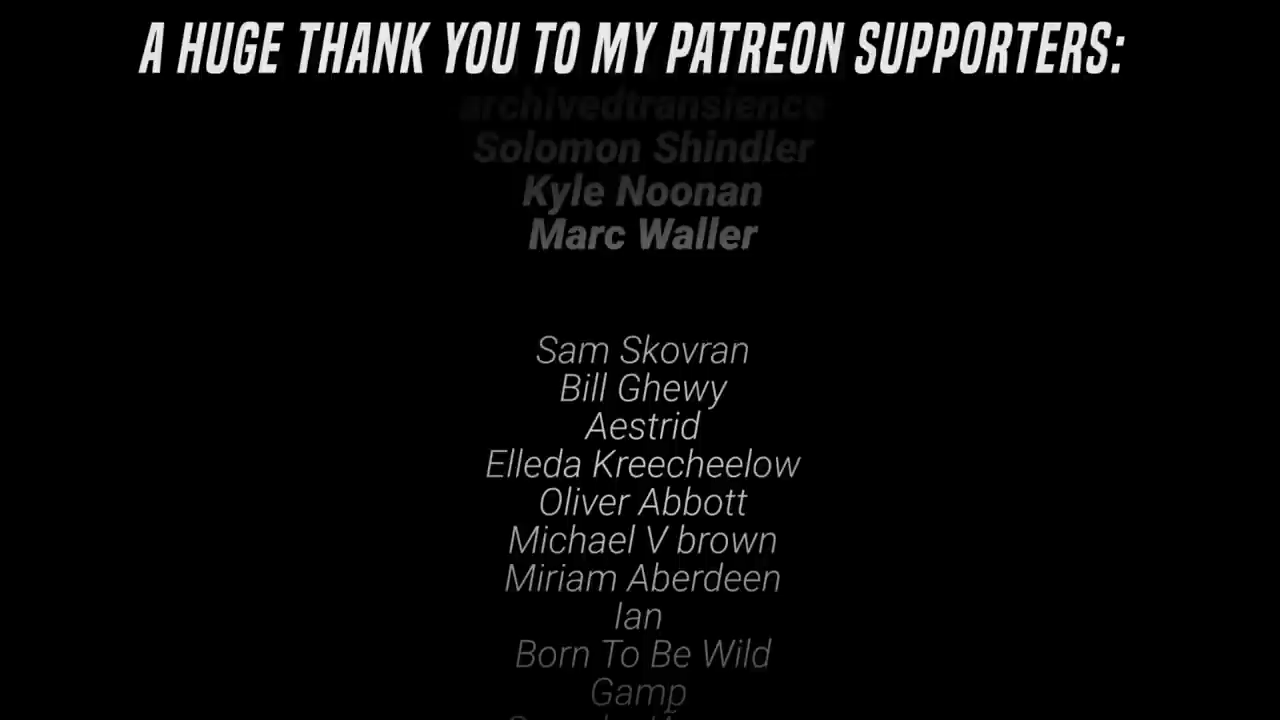 A HUGE THANK YOU TO MY PATREON SUPPORTERS:
archivedtransience
Solomon Shindler
Kyle Noonan
Marc Waller
Sam Skovran
Bill Ghewy
Aestrid
Elleda Kreecheelow
Oliver Abbott
Michael V brown
Miriam Aberdeen
Ian
Born To Be Wild
Gamp